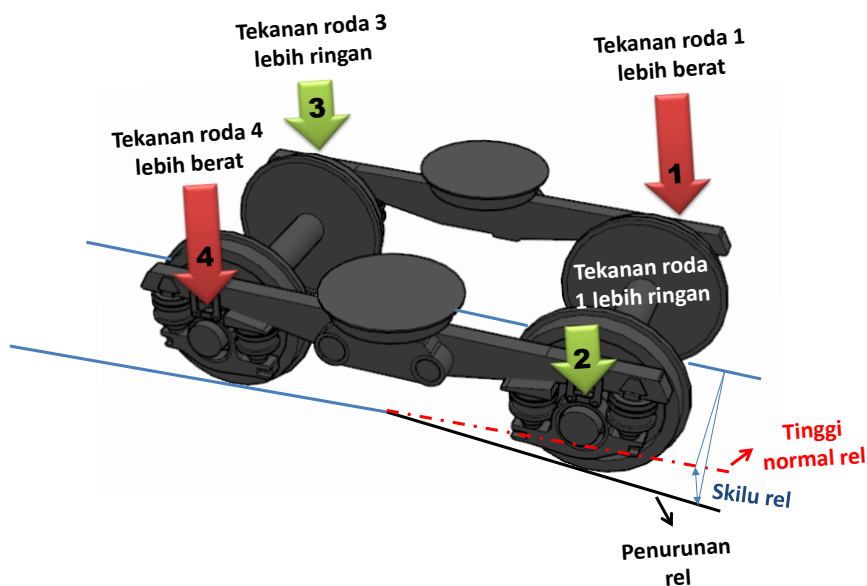 Tekanan roda 3
lebih ringan
3
Tekanan roda 1
lebih berat
1
Tekanan roda 4
lebih berat
4
Tekanan roda
1 lebih ringan
2
Tinggi
normal rel
Skilu rel
Penurunan
rel